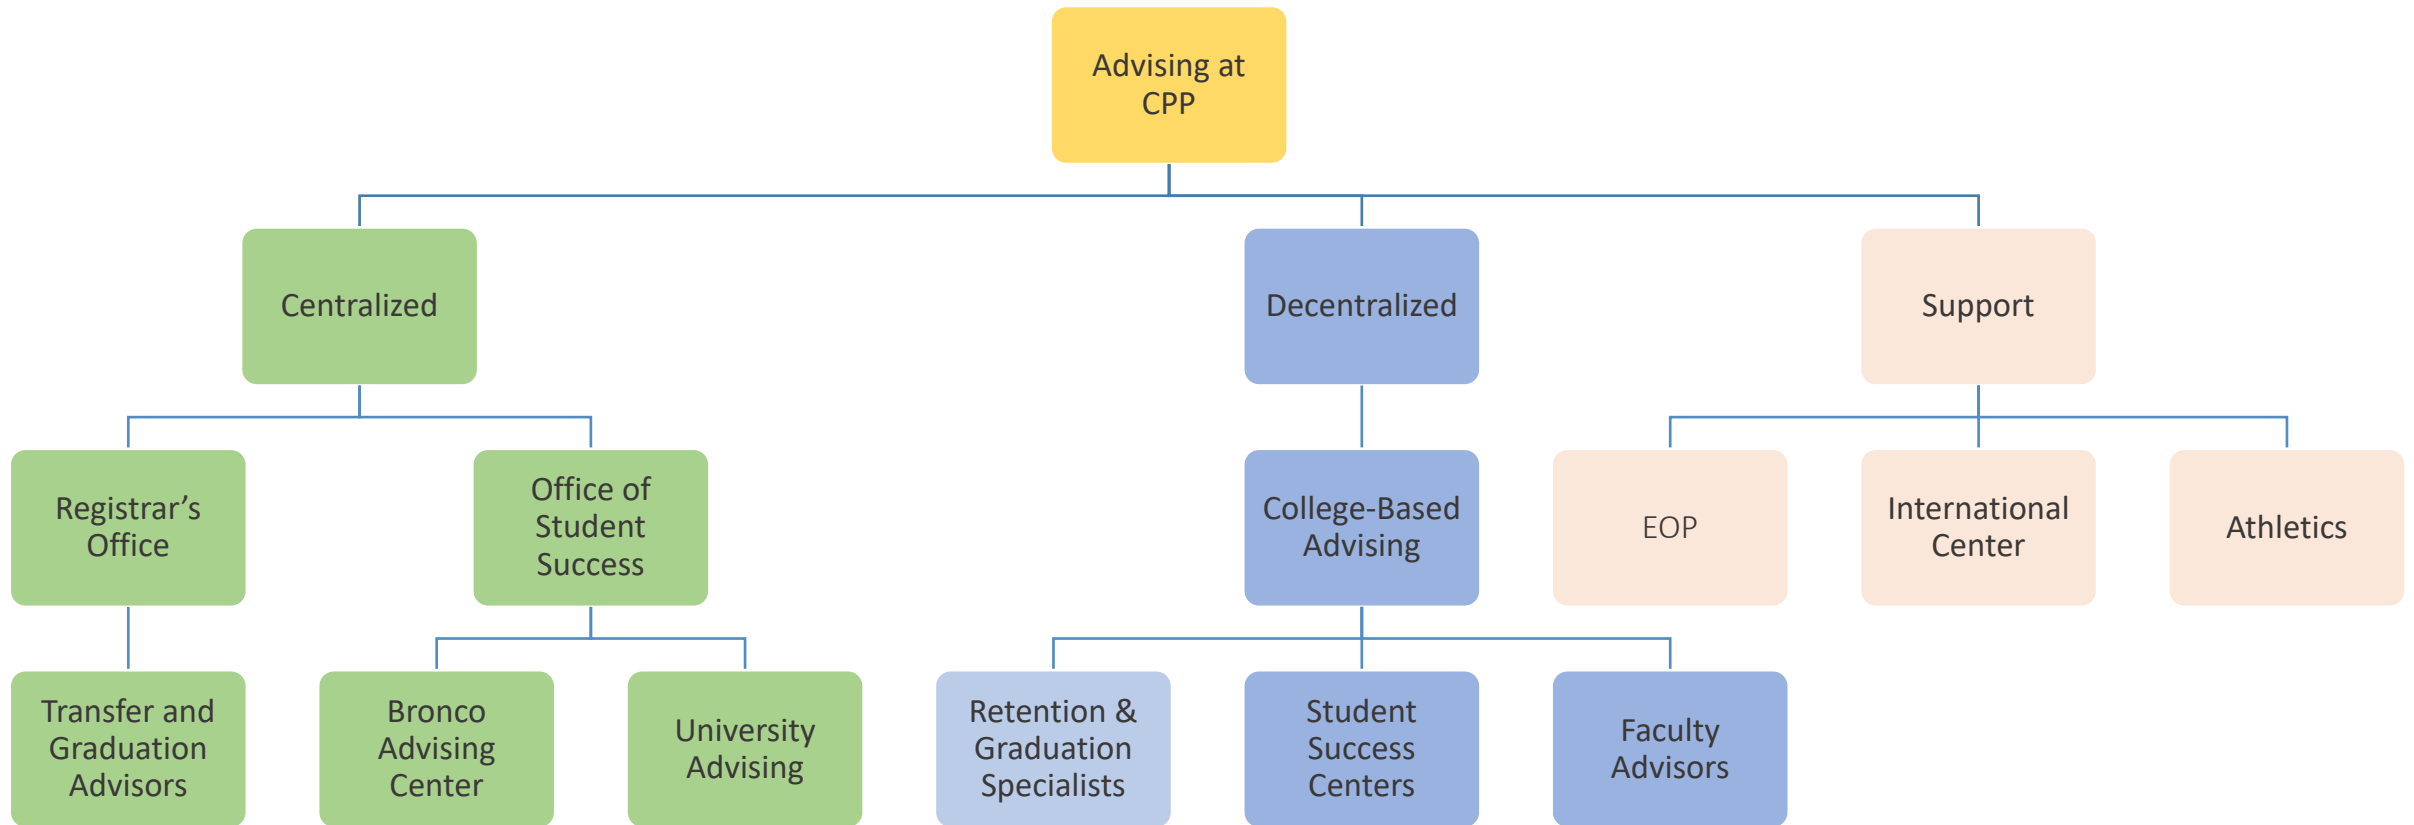 Advising at
CPP
Centralized
Decentralized
Support
Registrar’s
Office
Office of
Student
Success
College-Based
Advising
EOP
International
Center
Athletics
Transfer and
Graduation
Advisors
Bronco
Advising
Center
University
Advising
Retention &
Graduation
Specialists
Student
Success
Centers
Faculty
Advisors